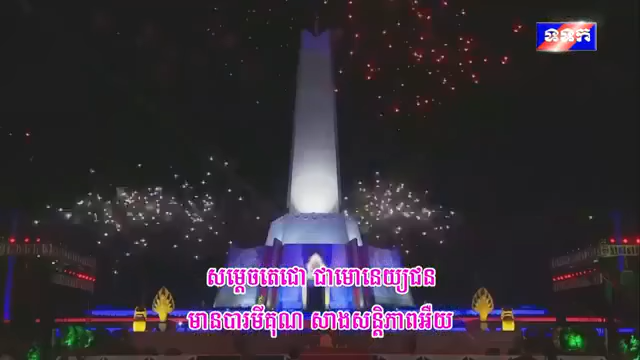 ទទក
សម្តេចតេជោ ជាមោនេយ្យជន
មានបារមីគុណ សាងសន្តិភាពអឺយ